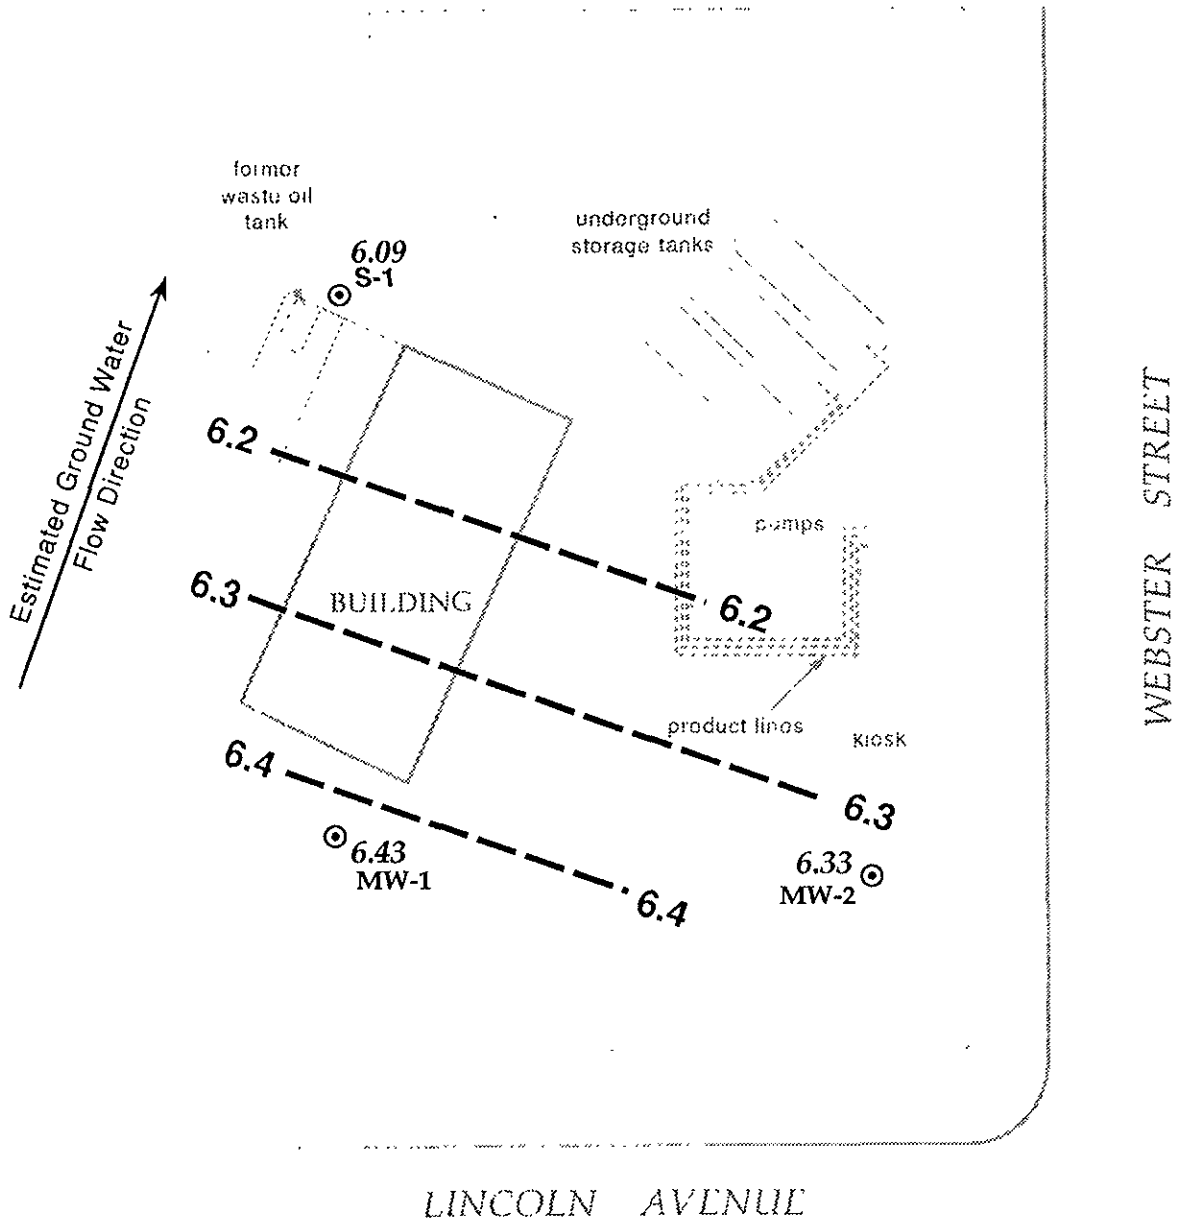 former
waste oil
tank
underground
storage tanks
6.09
S-1
Estimated Ground Water
Flow Direction
6.2
pumps
WEBSTER STREET
6.3
BUILDING
6.2
product lines
kiosk
6.4
6.3
6.43
MW-1
6.33
MW-2
6.4
LINCOLN AVENUE